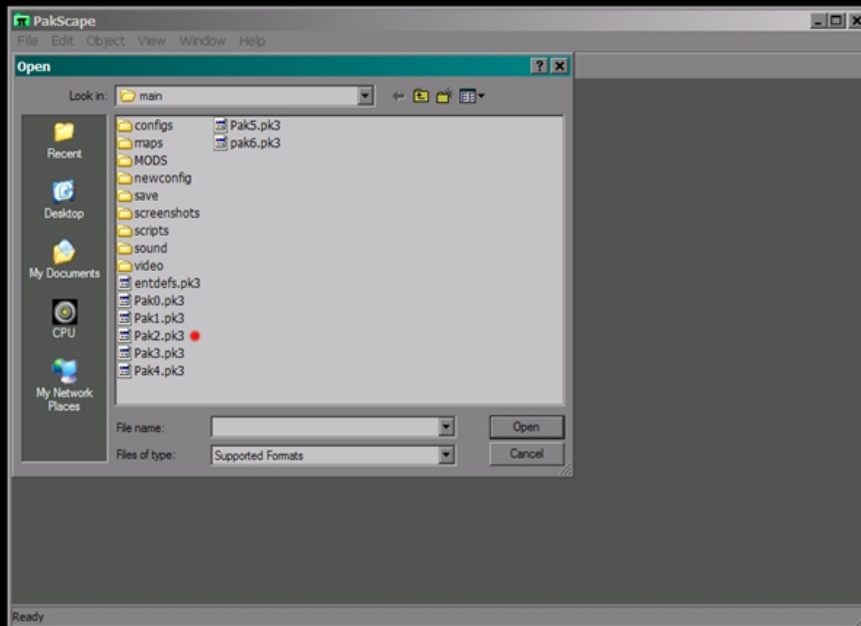 PakScape
File Edit Object View Window Help
Open
Look in: main
Recent
Desktop
My Documents
CPU
My Network
Places
configs
maps
MODS
newconfig
save
screenshots
scripts
sound
video
entdefs.pk3
Pak0.pk3
Pak1.pk3
Pak2.pk3
Pak3.pk3
Pak4.pk3
Pak5.pk3
pak6.pk3
File name:
Open
Files of type: Supported Formats
Cancel
Ready